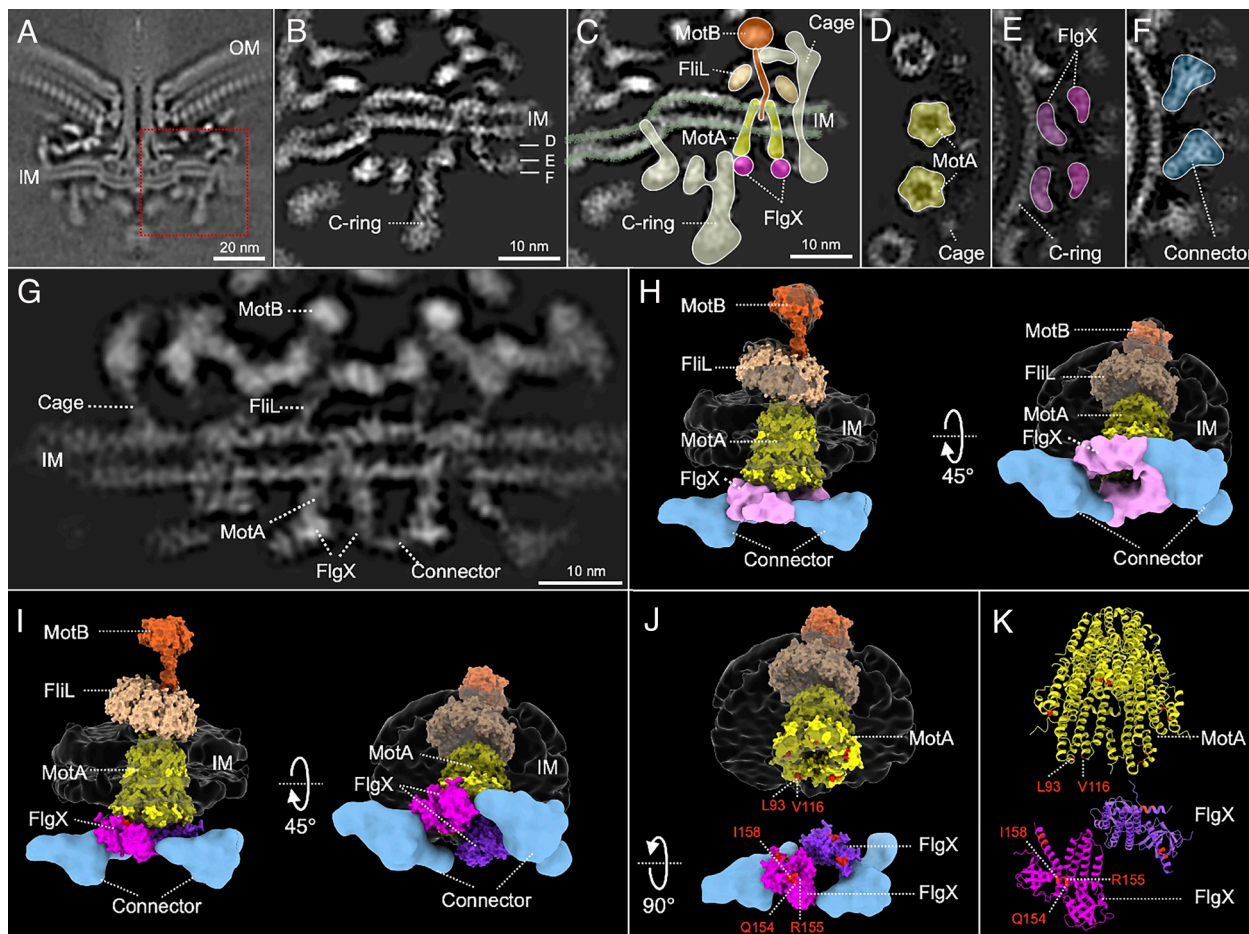 A
OM
IM
20 nm
B
IM
D
E
F
C-ring
10 nm
C
MotB
Cage
FliL
IM
MotA
C-ring
FlgX
10 nm
D
MotA
Cage
E
FlgX
C-ring
F
Connector
G
MotB
Cage
FliL
IM
MotA
FlgX
Connector
10 nm
H
MotB
FliL
MotA
IM
FlgX
Connector
45°
MotB
FliL
MotA
FlgX
IM
Connector
I
MotB
FliL
MotA
IM
FlgX
Connector
45°
MotA
IM
FlgX
Connector
J
MotA
L93
V116
I158
FlgX
90°
FlgX
Q154
R155
K
MotA
L93
V116
FlgX
I158
R155
FlgX
Q154